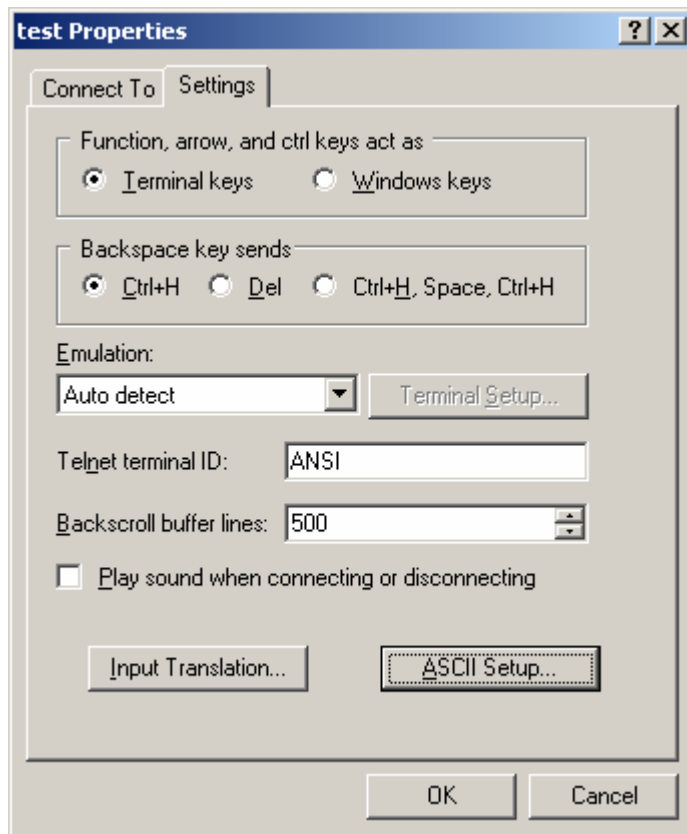 test Properties
Connect To Settings
Function, arrow, and ctrl keys act as
Terminal keys Windows keys
Backspace key sends
Ctrl+H Del Ctrl+H, Space, Ctrl+H
Emulation:
Auto detect Terminal Setup...
Telnet terminal ID: ANSI
Backscroll buffer lines: 500
Play sound when connecting or disconnecting
Input Translation... ASCII Setup...
OK Cancel